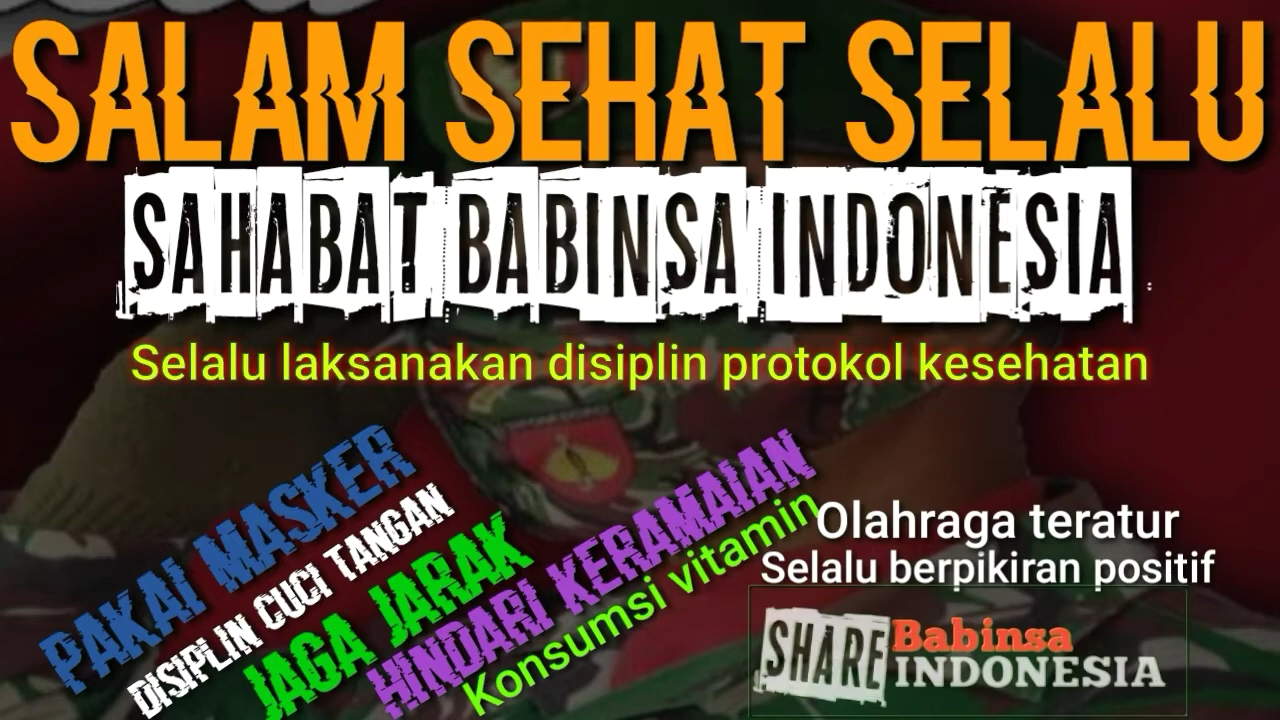 SALAM SEHAT SELALU
SAHABAT BABINSA INDONESIA
Selalu laksanakan disiplin protokol kesehatan
PAKAI MASKER
DISIPLIN CUCI TANGAN
JAGA JARAK
HINDARI KERAMAIAN
Konsumsi vitamin
Olahraga teratur
Selalu berpikiran positif
SHARE Babinsa
INDONESIA